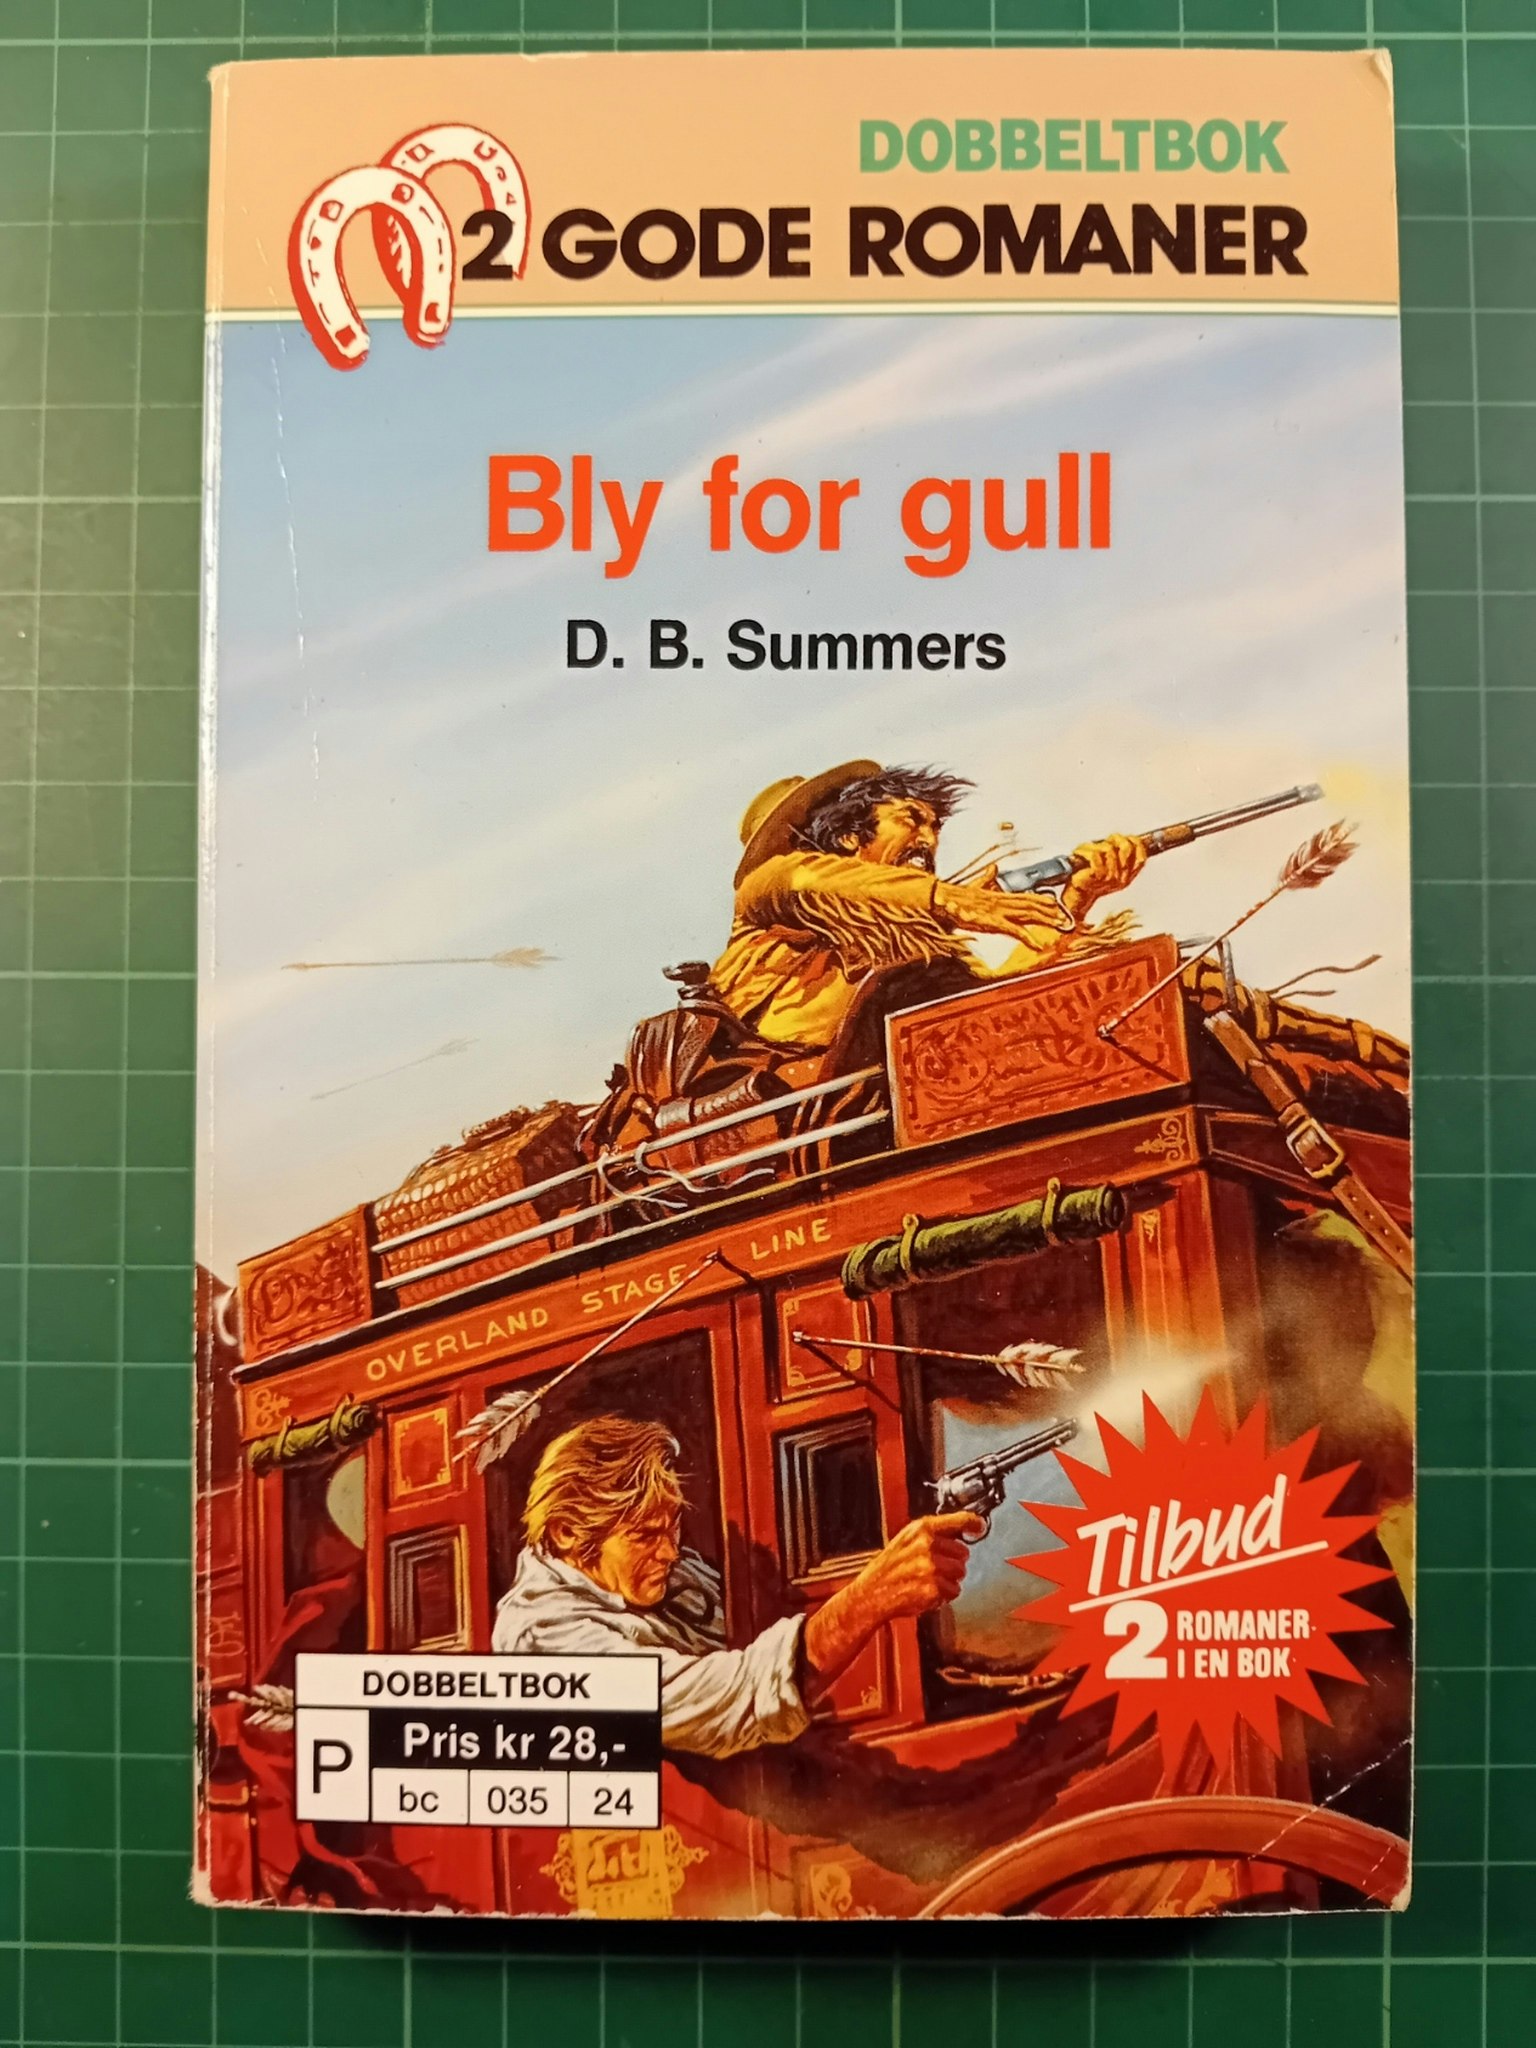 DOBBELTBOK
2 GODE ROMANER
Bly for gull
D. B. Summers
OVERLAND STAGE LINE
Tilbud
2 ROMANER
I EN BOK
DOBBELTBOK
P
Pris kr 28,-
bc 035 24